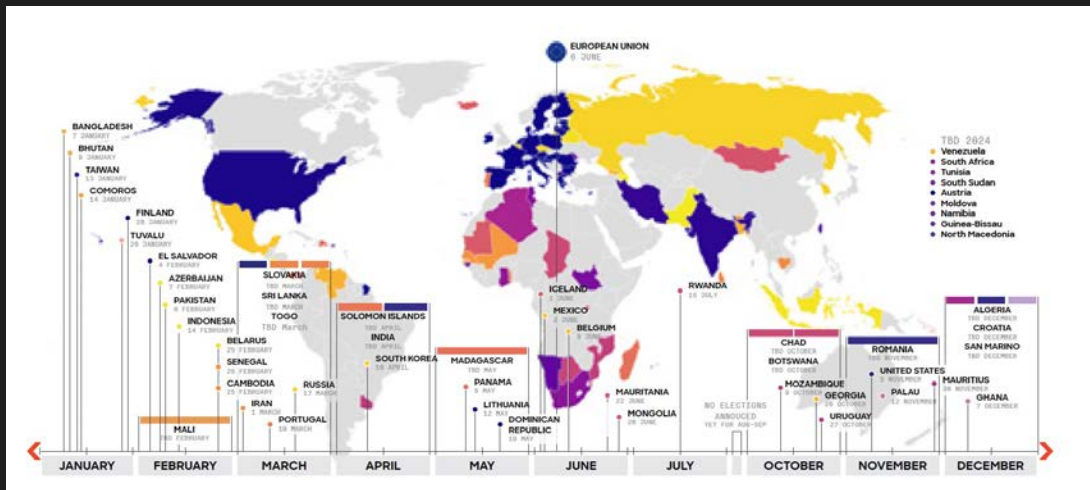 EUROPEAN UNION
6 JUNE
BANGLADESH
7 JANUARY
BHUTAN
9 JANUARY
TAIWAN
13 JANUARY
COMOROS
14 JANUARY
FINLAND
28 JANUARY
TUVALU
26 JANUARY
EL SALVADOR
4 FEBRUARY
AZERBAIJAN
7 FEBRUARY
PAKISTAN
8 FEBRUARY
INDONESIA
14 FEBRUARY
BELARUS
25 FEBRUARY
SENEGAL
25 FEBRUARY
CAMBODIA
25 FEBRUARY
MALI
TBD FEBRUARY
IRAN
1 MARCH
PORTUGAL
10 MARCH
RUSSIA
17 MARCH
SLOVAKIA
TBD MARCH
SRI LANKA
TBD MARCH
TOGO
TBD March
SOLOMON ISLANDS
TBD APRIL
INDIA
TBD APRIL
SOUTH KOREA
10 APRIL
MADAGASCAR
TBD MAY
PANAMA
5 MAY
LITHUANIA
12 MAY
DOMINICAN
REPUBLIC
19 MAY
ICELAND
1 JUNE
MEXICO
2 JUNE
BELGIUM
9 JUNE
MAURITANIA
22 JUNE
MONGOLIA
28 JUNE
RWANDA
15 JULY
NO ELECTIONS
ANNOUCED
YET FOR AUG-SEP
CHAD
TBD OCTOBER
BOTSWANA
TBD OCTOBER
MOZAMBIQUE
9 OCTOBER
GEORGIA
26 OCTOBER
URUGUAY
27 OCTOBER
ROMANIA
TBD NOVEMBER
UNITED STATES
5 NOVEMBER
PALAU
12 NOVEMBER
MAURITIUS
30 NOVEMBER
ALGERIA
TBD DECEMBER
CROATIA
TBD DECEMBER
SAN MARINO
TBD DECEMBER
GHANA
7 DECEMBER
TBD 2024
Venezuela
South Africa
Tunisia
South Sudan
Austria
Moldova
Namibia
Guinea-Bissau
North Macedonia
JANUARY
FEBRUARY
MARCH
APRIL
MAY
JUNE
JULY
OCTOBER
NOVEMBER
DECEMBER